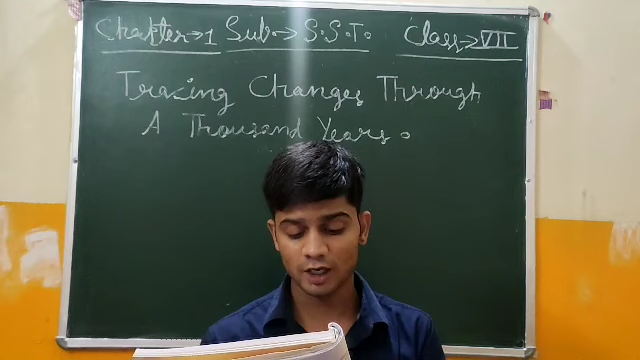 Chapter→1 Sub.→ S.S.T. Class→VII
Tracing Changes Through
A Thousand Years.